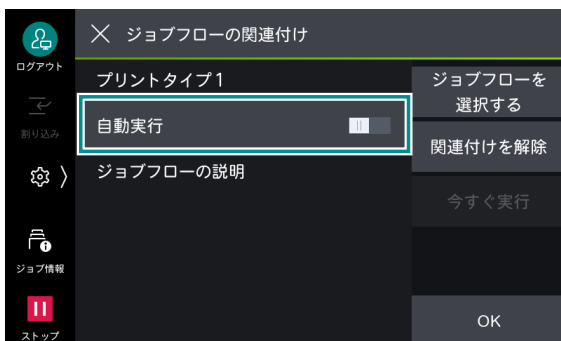 ログアウト
割り込み
ジョブ情報
ストップ
ジョブフローの関連付け
プリントタイプ1
自動実行
ジョブフローの説明
ジョブフローを
選択する
関連付けを解除
今すぐ実行
OK